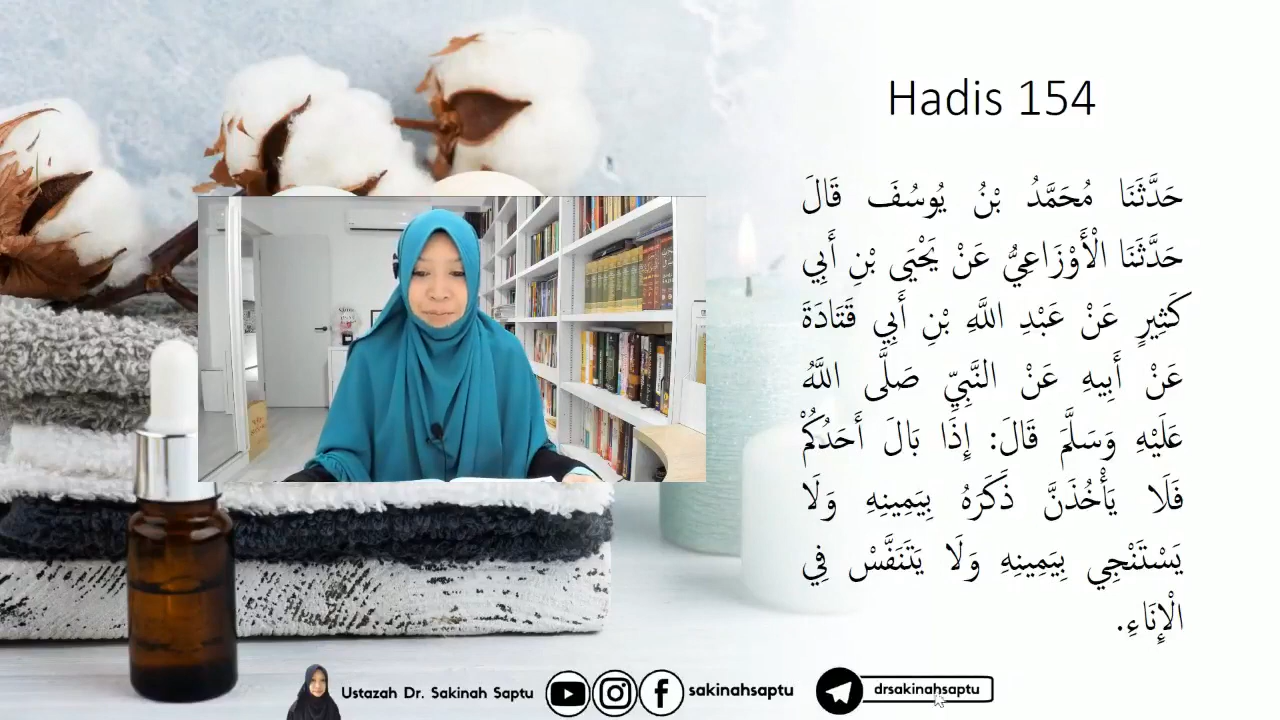 Hadis 154
حَدَّثَنَا مُحَمَّدُ بْنُ يُوسُفَ قَالَ
حَدَّثَنَا الْأَوْزَاعِيُّ عَنْ يَحْيَى بْنِ أَبِي
كَثِيرٍ عَنْ عَبْدِ اللَّهِ بْنِ أَبِي قَتَادَةَ
عَنْ أَبِيهِ عَنْ النَّبِيِّ صَلَّى اللَّهُ
عَلَيْهِ وَسَلَّمَ قَالَ: إِذَا بَالَ أَحَدُكُمْ
فَلَا يَأْخُذَنَّ ذَكَرَهُ بِيَمِينِهِ وَلَا
يَسْتَنْجِي بِيَمِينِهِ وَلَا يَتَنَفَّسْ فِي
الْإِنَاءِ.
Ustazah Dr. Sakinah Saptu
sakinahsaptu
drsakinahsaptu